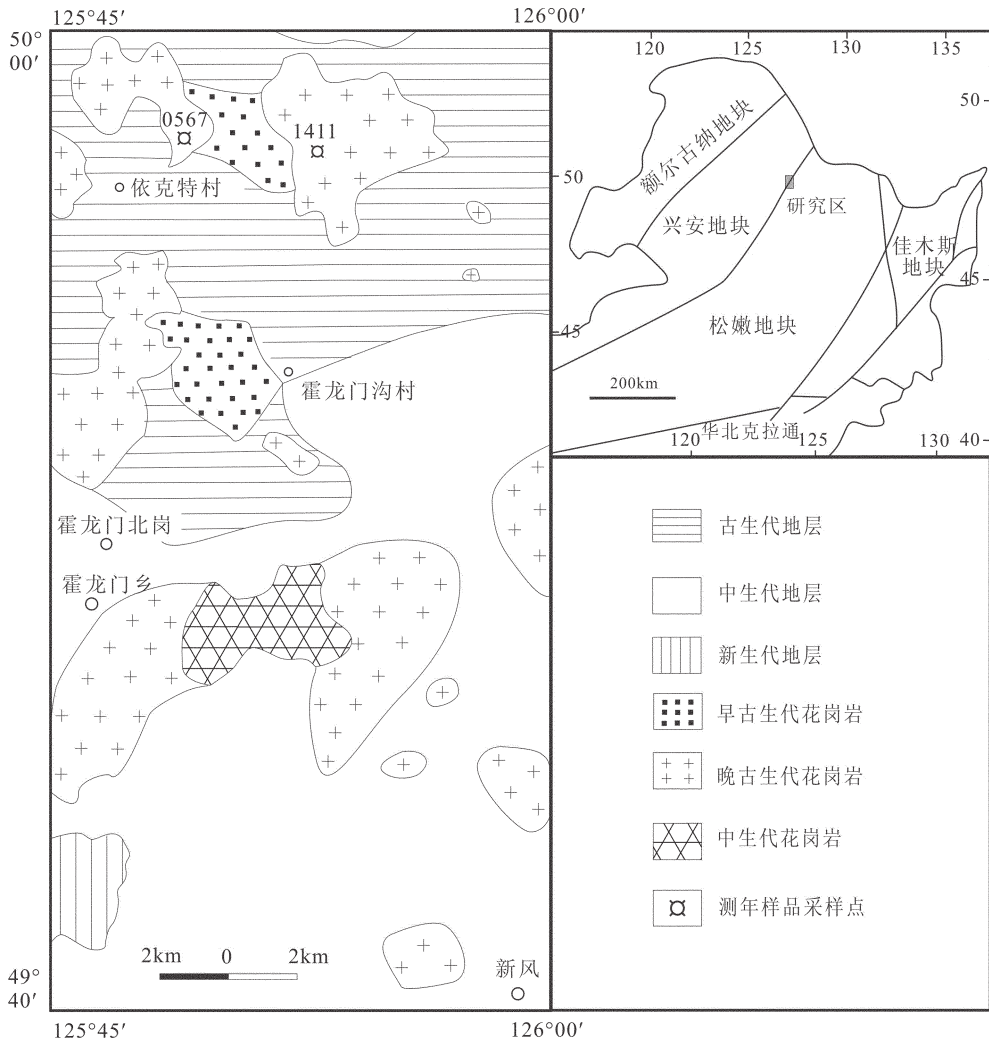 125°45′
126°00′
50°
00′
0567
1411
依克特村
霍龙门沟村
霍龙门北岗
霍龙门乡
2km 0 2km
新风
49°
40′
125°45′
126°00′
120 125 130 135
50
50
额尔古纳地块
兴安地块
研究区
佳木斯
地块
45
松嫩地块
45
200km
华北克拉通
120 125 130 40
古生代地层
中生代地层
新生代地层
早古生代花岗岩
晚古生代花岗岩
中生代花岗岩
测年样品采样点